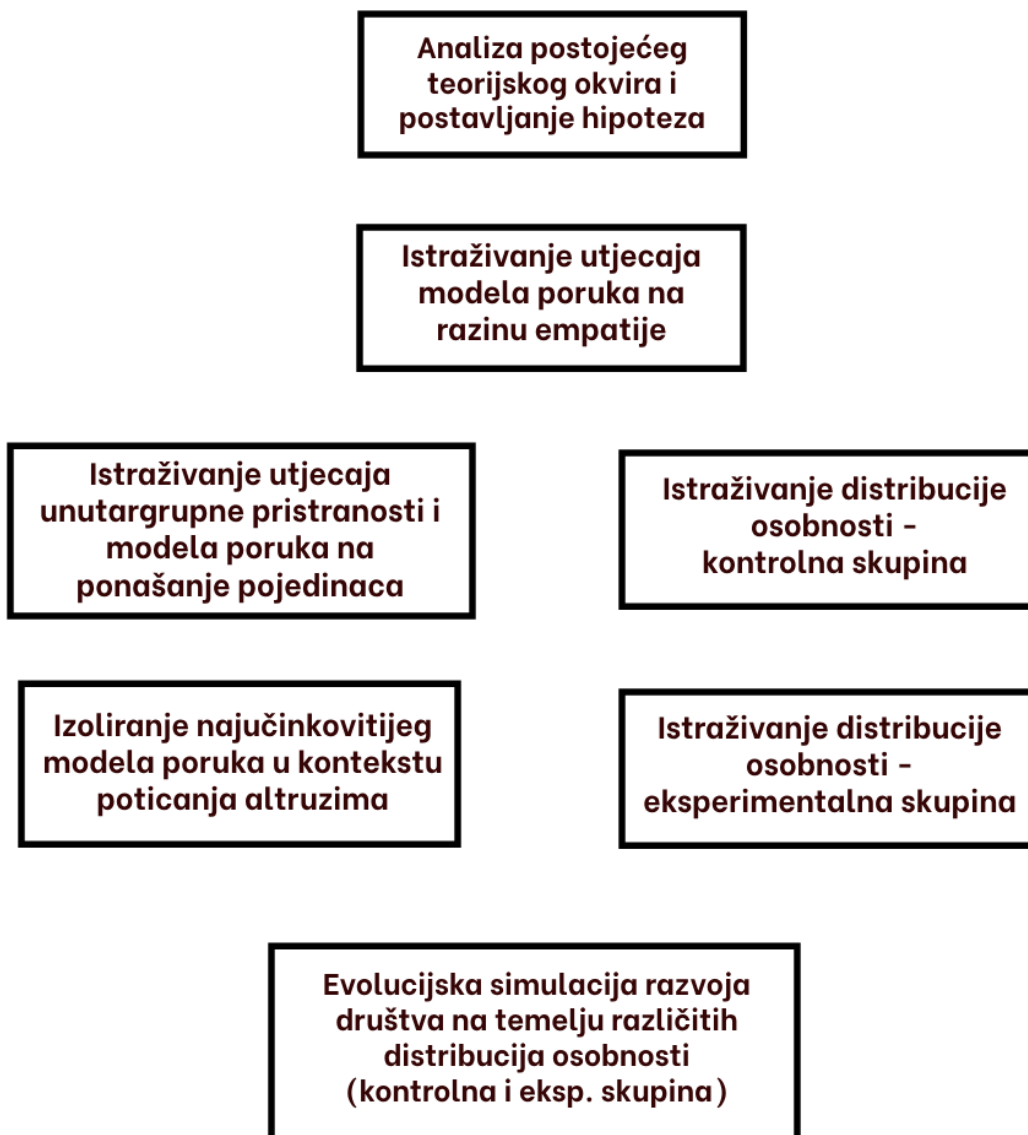 Analiza postojećeg
teorijskog okvira i
postavljanje hipoteza
Istraživanje utjecaja
modela poruka na
razinu empatije
Istraživanje utjecaja
unutargrupne pristranosti i
modela poruka na
ponašanje pojedinaca
Istraživanje distribucije
osobnosti -
kontrolna skupina
Izoliranje najučinkovitijeg
modela poruka u kontekstu
poticanja altruzima
Istraživanje distribucije
osobnosti -
eksperimentalna skupina
Evolucijska simulacija razvoja
društva na temelju različitih
distribucija osobnosti
(kontrolna i eksp. skupina)